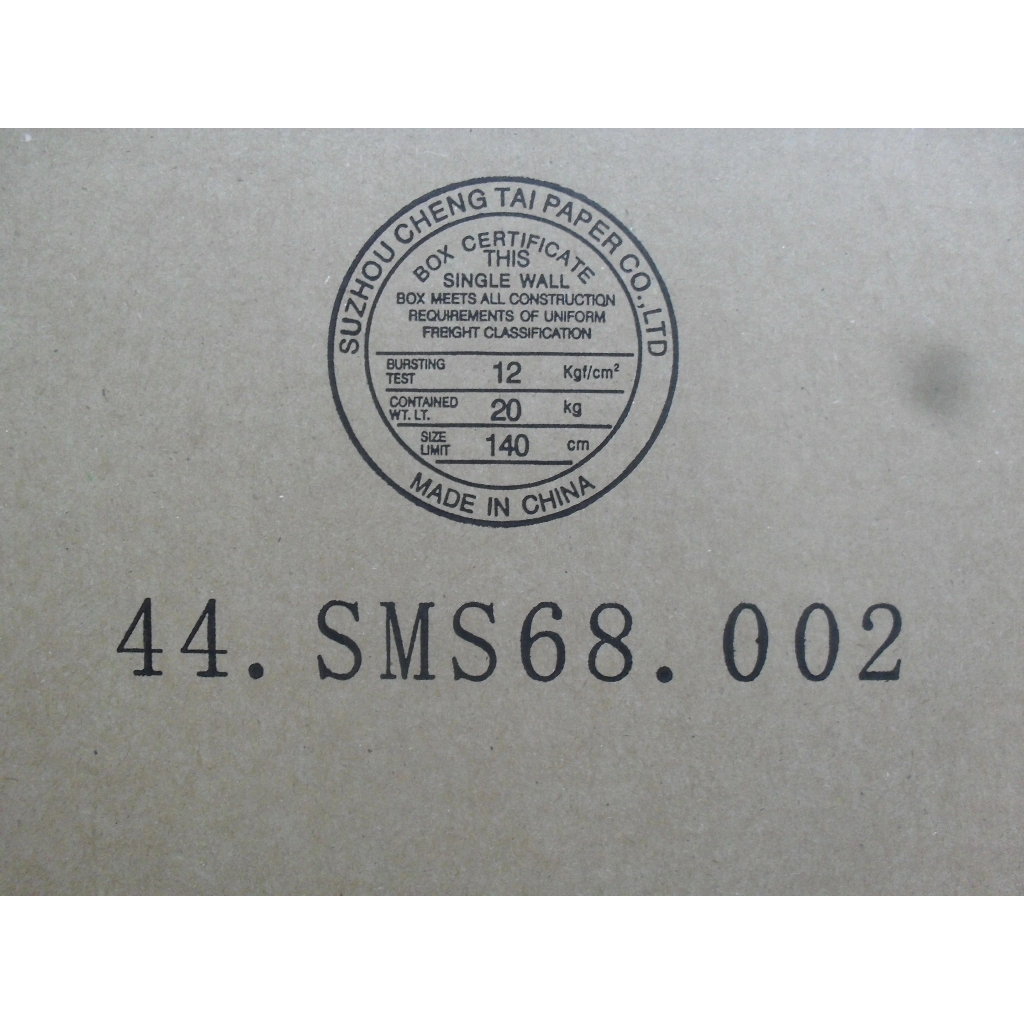 SUZHOU CHENG TAI PAPER CO.,LTD
BOX CERTIFICATE
THIS
SINGLE WALL
BOX MEETS ALL CONSTRUCTION
REQUIREMENTS OF UNIFORM
FREIGHT CLASSIFICATION
BURSTING TEST 12 Kgf/cm²
CONTAINED WT. LT. 20 kg
SIZE LIMIT 140 cm
MADE IN CHINA
44.SMS68.002